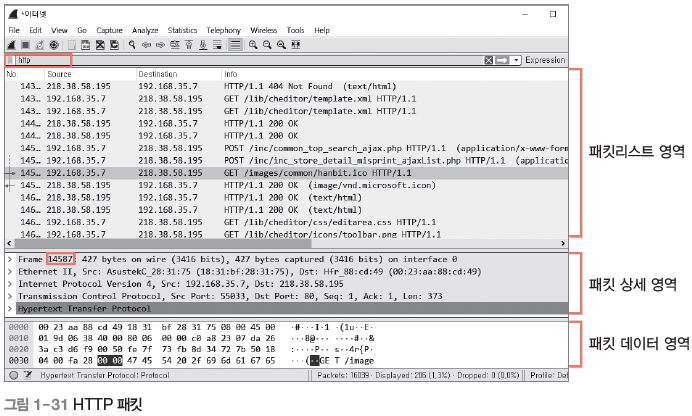 *이더넷
File Edit View Go Capture Analyze Statistics Telephony Wireless Tools Help
http Expression
No. Source Destination Info
143… 218.38.58.195 192.168.35.7 HTTP/1.1 404 Not Found (text/html)
143… 192.168.35.7 218.38.58.195 GET /lib/cheditor/template.xml HTTP/1.1
143… 192.168.35.7 218.38.58.195 GET /lib/cheditor/template.xml HTTP/1.1
144… 218.38.58.195 192.168.35.7 HTTP/1.1 200 OK
144… 218.38.58.195 192.168.35.7 HTTP/1.1 200 OK
145… 192.168.35.7 218.38.58.195 POST /inc/common_top_search_ajax.php HTTP/1.1 (application/x-www-form
145… 192.168.35.7 218.38.58.195 POST /inc/inc_store_detail_misprint_ajaxList.php HTTP/1.1 (applicatio
145… 192.168.35.7 218.38.58.195 GET /images/common/hanbit.ico HTTP/1.1
145… 218.38.58.195 192.168.35.7 HTTP/1.1 200 OK (image/vnd.microsoft.icon)
146… 218.38.58.195 192.168.35.7 HTTP/1.1 200 OK (text/html)
146… 218.38.58.195 192.168.35.7 HTTP/1.1 200 OK (text/html)
146… 192.168.35.7 218.38.58.195 GET /lib/cheditor/css/editarea.css HTTP/1.1
146… 192.168.35.7 218.38.58.195 GET /lib/cheditor/icons/toolbar.png HTTP/1.1
패킷리스트 영역
> Frame 14587: 427 bytes on wire (3416 bits), 427 bytes captured (3416 bits) on interface 0
> Ethernet II, Src: AsustekC_28:31:75 (18:31:bf:28:31:75), Dst: Hfr_88:cd:49 (00:23:aa:88:cd:49)
> Internet Protocol Version 4, Src: 192.168.35.7, Dst: 218.38.58.195
> Transmission Control Protocol, Src Port: 55033, Dst Port: 80, Seq: 1, Ack: 1, Len: 373
> Hypertext Transfer Protocol
패킷 상세 영역
0000 00 23 aa 88 cd 49 18 31 bf 28 31 75 08 00 45 00 ·#···I·1 ·(1u··E·
0010 01 9d 06 38 40 00 80 06 00 00 c0 a8 23 07 da 26 ···8@··· ····#··&
0020 3a c3 d6 f9 00 50 fe 7f 73 fb 8d 34 72 7b 50 18 :····P·· s··4r{P·
0030 04 00 fa 28 00 00 47 45 54 20 2f 69 6d 61 67 65 ···(··GE T /image
패킷 데이터 영역
Hypertext Transfer Protocol: Protocol Packets: 16039 · Displayed: 206 (1,3%) · Dropped: 0 (0,0%) Profile: Def
그림 1-31 HTTP 패킷